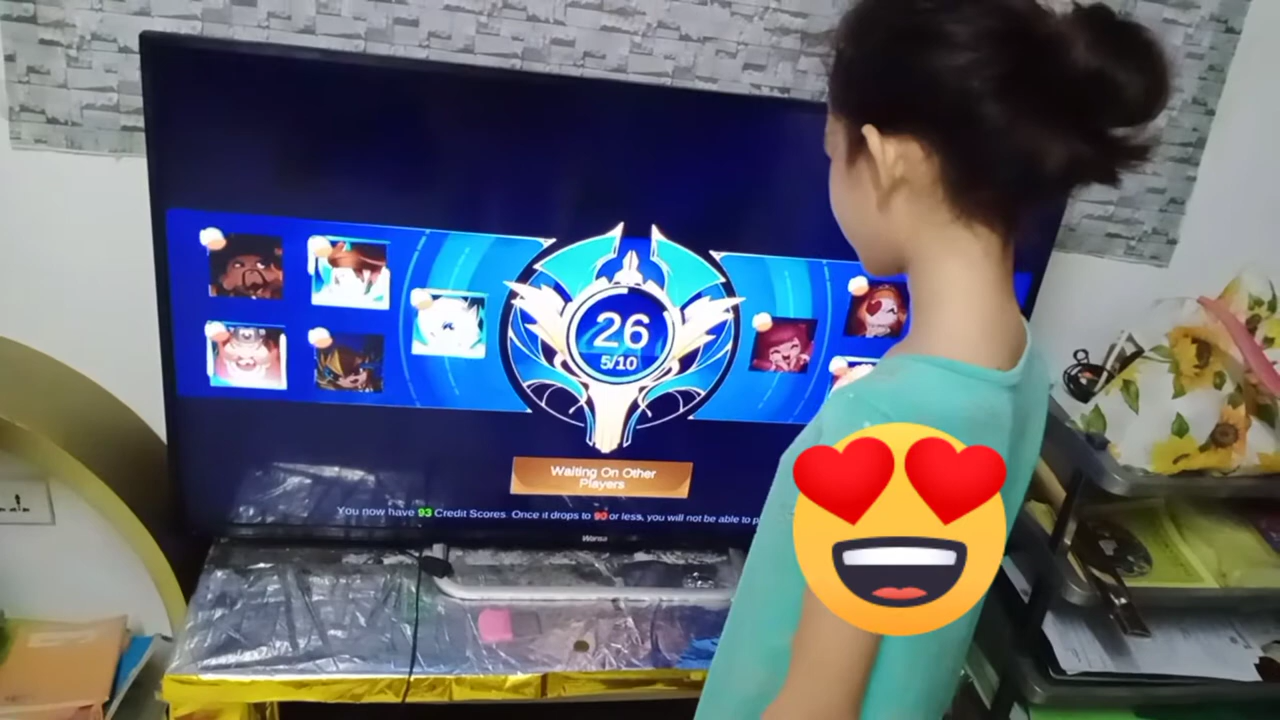 26
5/10
Waiting On Other
Players
You now have 93 Credit Scores. Once it drops to 90 or less, you will not be able to p